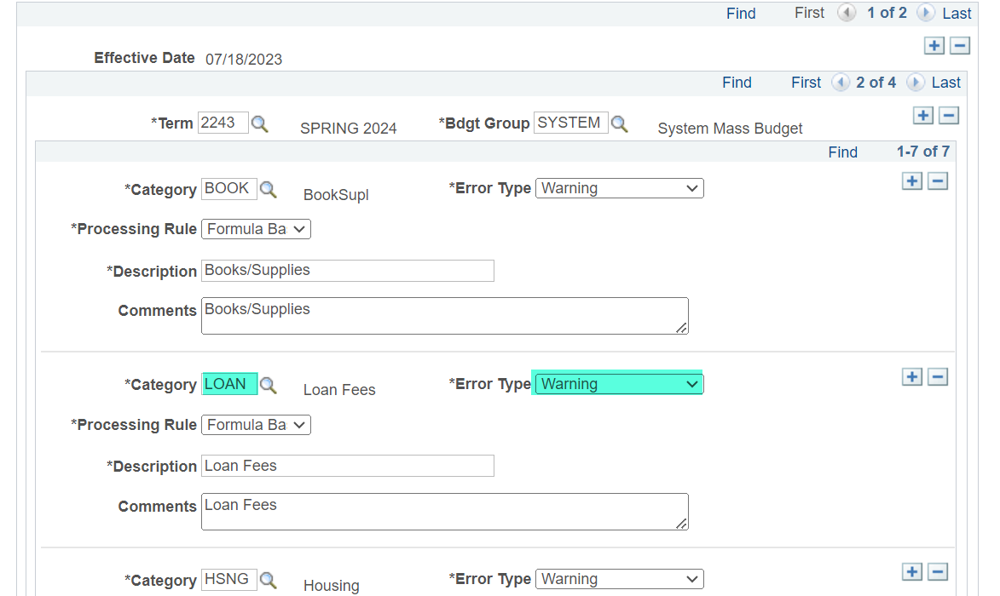 Find First 1 of 2 Last
Effective Date 07/18/2023
Find First 2 of 4 Last
*Term 2243 SPRING 2024 *Bdgt Group SYSTEM System Mass Budget
Find 1-7 of 7
*Category BOOK BookSupl *Error Type Warning
*Processing Rule Formula Ba
*Description Books/Supplies
Comments Books/Supplies
*Category LOAN Loan Fees *Error Type Warning
*Processing Rule Formula Ba
*Description Loan Fees
Comments Loan Fees
*Category HSNG Housing *Error Type Warning